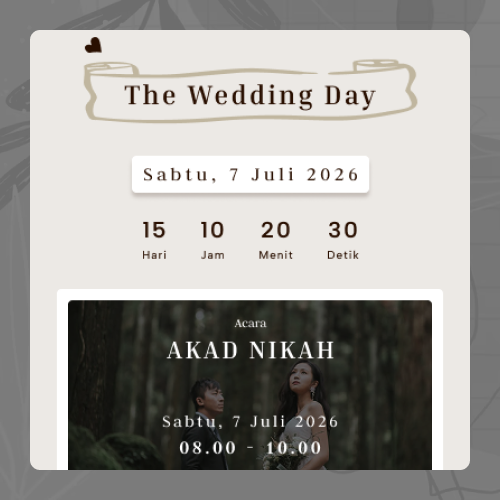 The Wedding Day
Sabtu, 7 Juli 2026
15 10 20 30
Hari Jam Menit Detik
Acara
AKAD NIKAH
Sabtu, 7 Juli 2026
08.00 - 10.00